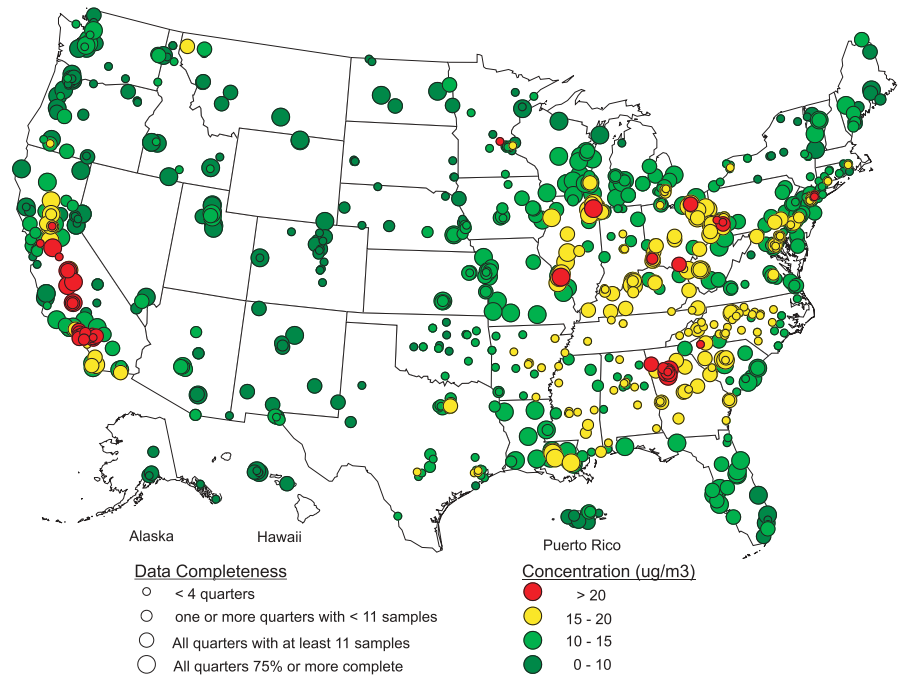 Alaska
Hawaii
Puerto Rico
Data Completeness
< 4 quarters
one or more quarters with < 11 samples
All quarters with at least 11 samples
All quarters 75% or more complete
Concentration (ug/m3)
> 20
15 - 20
10 - 15
0 - 10